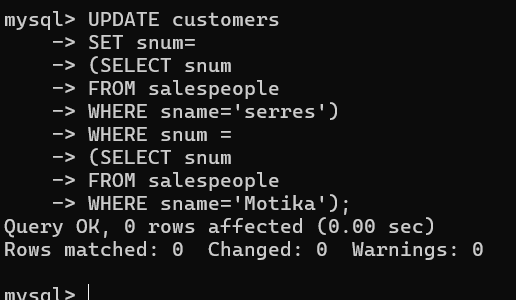 mysql> UPDATE customers
    -> SET snum=
    -> (SELECT snum
    -> FROM salespeople
    -> WHERE sname='serres')
    -> WHERE snum =
    -> (SELECT snum
    -> FROM salespeople
    -> WHERE sname='Motika');
Query OK, 0 rows affected (0.00 sec)
Rows matched: 0  Changed: 0  Warnings: 0

mysql>